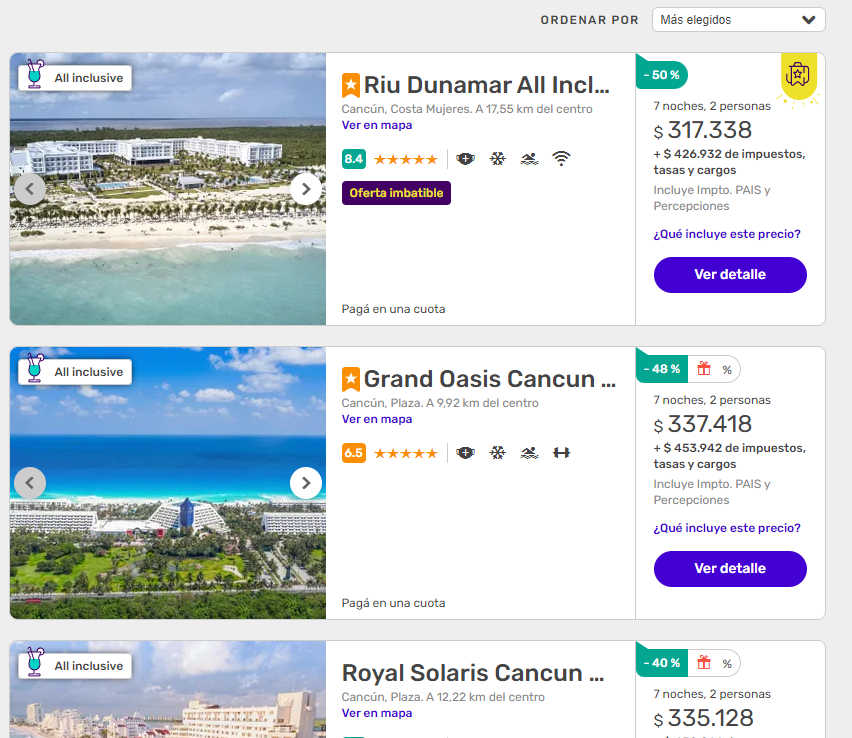 ORDENAR POR
Más elegidos
All inclusive
Riu Dunamar All Incl...
Cancún, Costa Mujeres. A 17,55 km del centro
Ver en mapa
8.4
Oferta imbatible
Pagá en una cuota
- 50 %
7 noches, 2 personas
$ 317.338
+ $ 426.932 de impuestos,
tasas y cargos
Incluye Impto. PAIS y
Percepciones
¿Qué incluye este precio?
Ver detalle
All inclusive
Grand Oasis Cancun ...
Cancún, Plaza. A 9,92 km del centro
Ver en mapa
6.5
Pagá en una cuota
- 48 %
%
7 noches, 2 personas
$ 337.418
+ $ 453.942 de impuestos,
tasas y cargos
Incluye Impto. PAIS y
Percepciones
¿Qué incluye este precio?
Ver detalle
All inclusive
Royal Solaris Cancun ...
Cancún, Plaza. A 12,22 km del centro
Ver en mapa
- 40 %
%
7 noches, 2 personas
$ 335.128